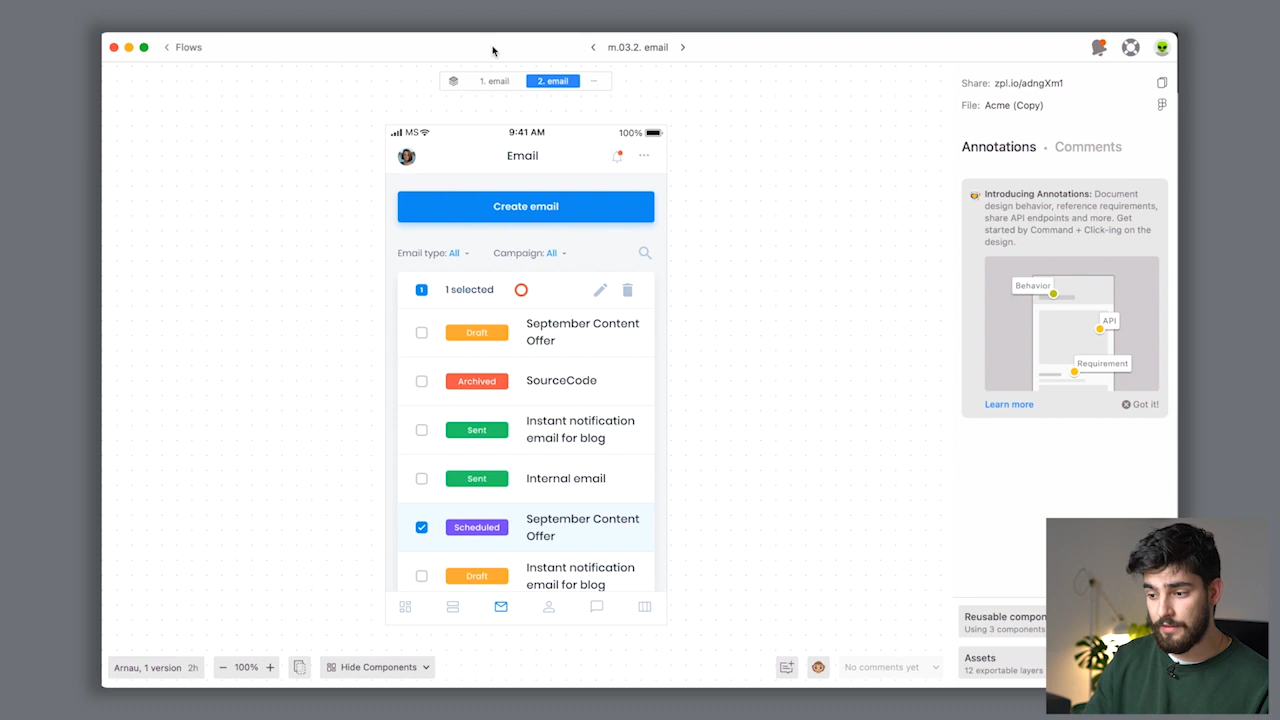 Flows
m.03.2. email
1. email
2. email
Share: zpl.io/adngXm1
File: Acme (Copy)
Annotations · Comments
Introducing Annotations: Document
design behavior, reference requirements,
share API endpoints and more. Get
started by Command + Click-ing on the
design.
Behavior
API
Requirement
Learn more
Got it!
MS
9:41 AM
100%
Email
Create email
Email type: All
Campaign: All
1
1 selected
Draft
September Content
Offer
Archived
SourceCode
Sent
Instant notification
email for blog
Sent
Internal email
Scheduled
September Content
Offer
Draft
Instant notification
email for blog
Reusable compon
Using 3 components
Assets
12 exportable layers
Arnau, 1 version 2h
− 100% +
Hide Components
No comments yet